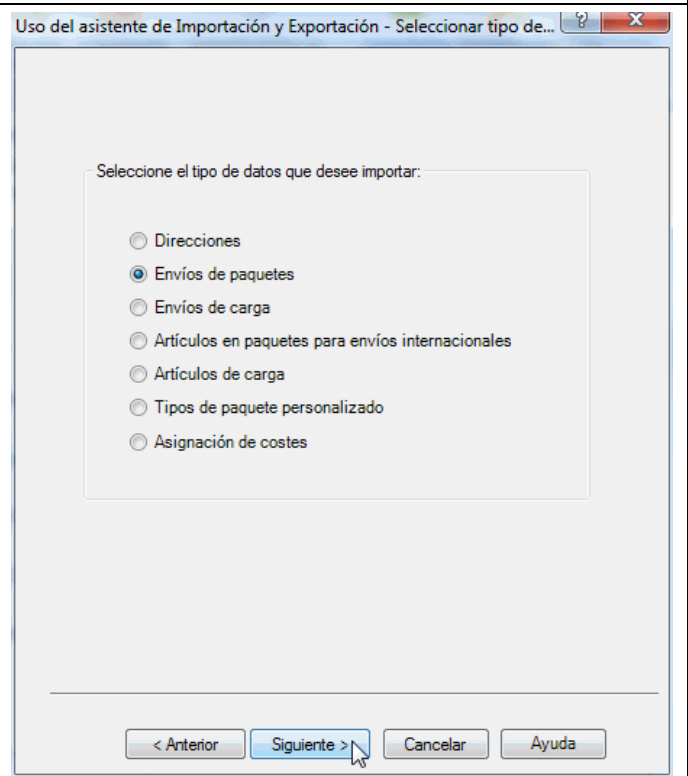 Uso del asistente de Importación y Exportación - Seleccionar tipo de...
?
X
Seleccione el tipo de datos que desee importar:
Direcciones
Envíos de paquetes
Envíos de carga
Artículos en paquetes para envíos internacionales
Artículos de carga
Tipos de paquete personalizado
Asignación de costes
< Anterior
Siguiente >
Cancelar
Ayuda